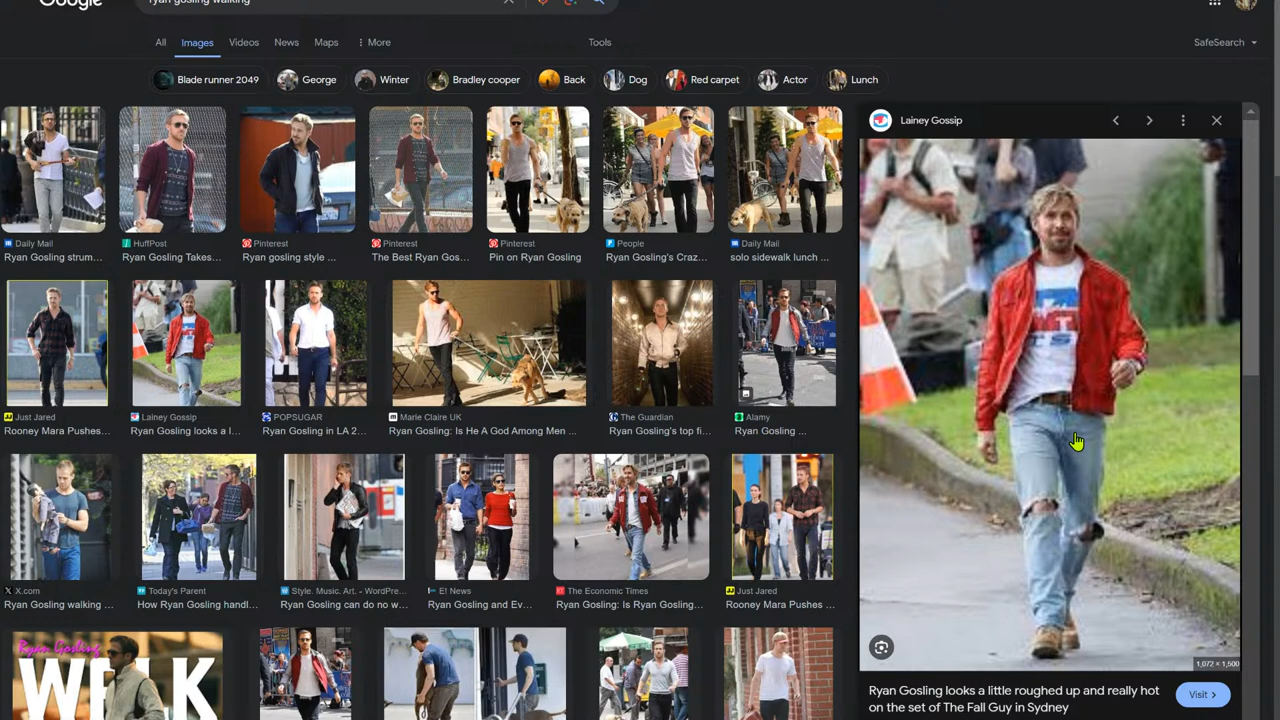 Google
ryan gosling walking
All
Images
Videos
News
Maps
More
Tools
SafeSearch
Blade runner 2049
George
Winter
Bradley cooper
Back
Dog
Red carpet
Actor
Lunch
Daily Mail
Ryan Gosling strum...
HuffPost
Ryan Gosling Takes...
Pinterest
Ryan gosling style ...
Pinterest
The Best Ryan Gos...
Pinterest
Pin on Ryan Gosling
People
Ryan Gosling's Craz...
Daily Mail
solo sidewalk lunch ...
Just Jared
Rooney Mara Pushes...
Lainey Gossip
Ryan Gosling looks a l...
POPSUGAR
Ryan Gosling in LA 2...
Marie Claire UK
Ryan Gosling: Is He A God Among Men ...
The Guardian
Ryan Gosling's top fi...
Alamy
Ryan Gosling ...
X.com
Ryan Gosling walking ...
Today's Parent
How Ryan Gosling handl...
Style. Music. Art. - WordPre...
Ryan Gosling can do no w...
E! News
Ryan Gosling and Ev...
The Economic Times
Ryan Gosling: Is Ryan Gosling...
Just Jared
Rooney Mara Pushes ...
Ryan Gosling
WALK
Lainey Gossip
1,072 × 1,500
Ryan Gosling looks a little roughed up and really hot
on the set of The Fall Guy in Sydney
Visit